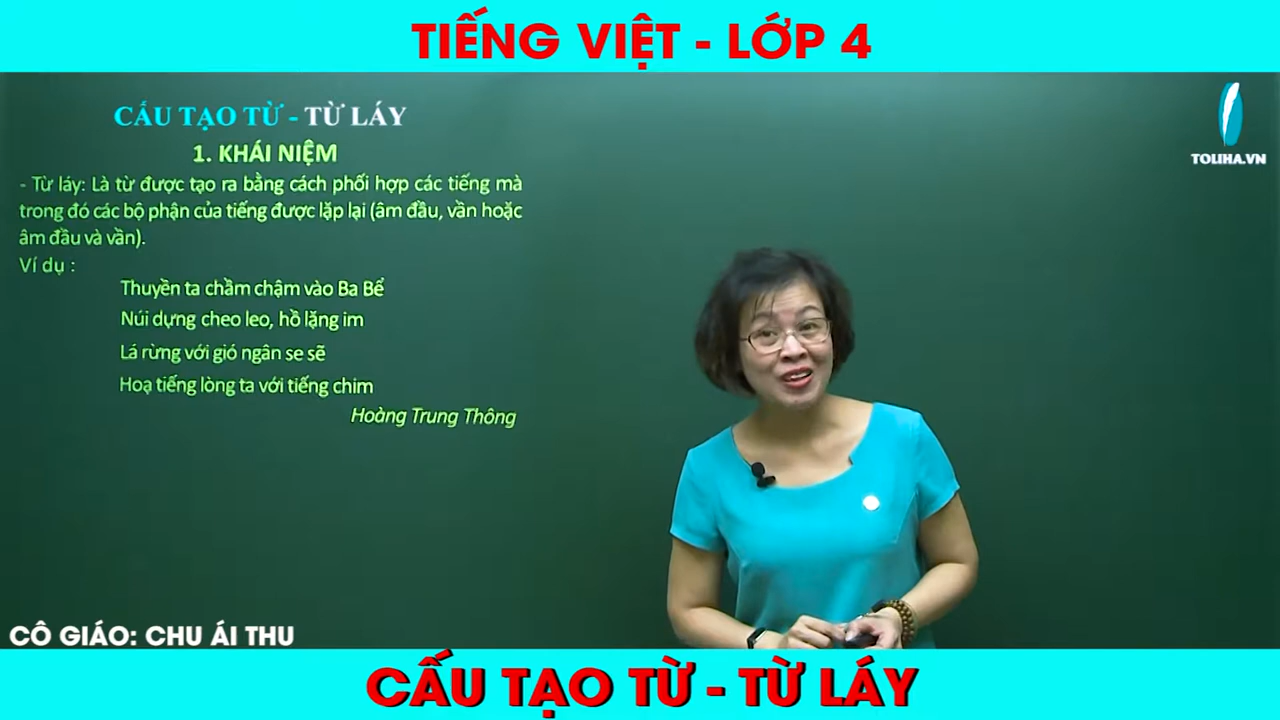 TIẾNG VIỆT - LỚP 4
CẤU TẠO TỪ - TỪ LÁY
TOLIHA.VN
1. KHÁI NIỆM
- Từ láy: Là từ được tạo ra bằng cách phối hợp các tiếng mà
trong đó các bộ phận của tiếng được lặp lại (âm đầu, vần hoặc
âm đầu và vần).
Ví dụ :
Thuyền ta chầm chậm vào Ba Bể
Núi dựng cheo leo, hồ lặng im
Lá rừng với gió ngân se sẽ
Hoạ tiếng lòng ta với tiếng chim
Hoàng Trung Thông
CÔ GIÁO: CHU ÁI THU
CẤU TẠO TỪ - TỪ LÁY